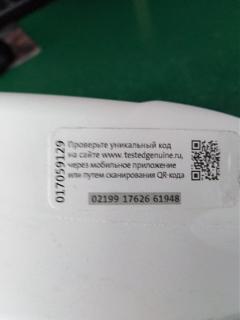 017059129
Проверьте уникальный код
на сайте www.testedgenuine.ru,
через мобильное приложение
или путем сканирования QR-кода
02199 17626 61948